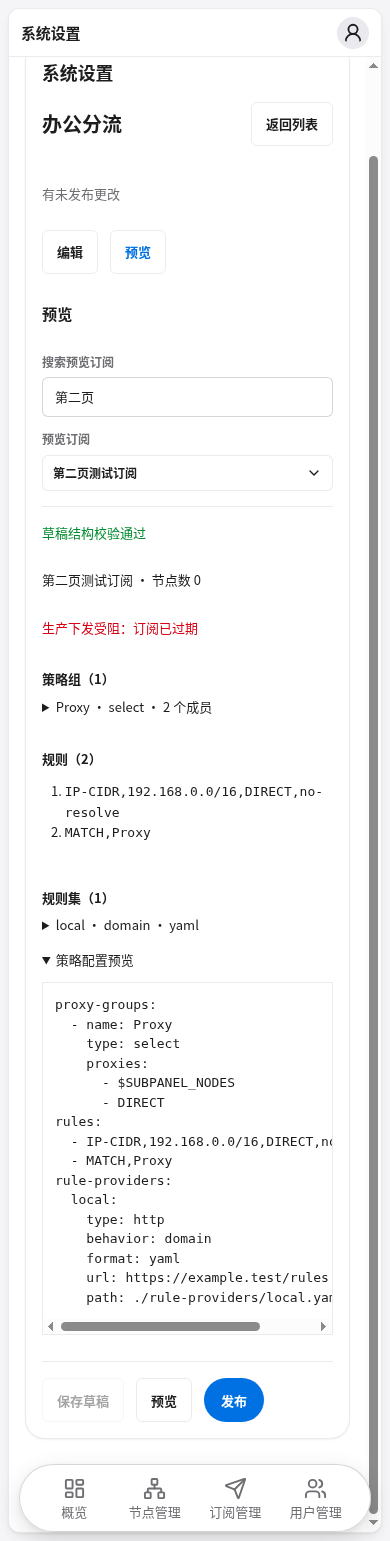 系统设置
系统设置
办公分流
返回列表
有未发布更改
编辑
预览
预览
搜索预览订阅
第二页
预览订阅
第二页测试订阅
草稿结构校验通过
第二页测试订阅 · 节点数 0
生产下发受阻：订阅已过期
策略组（1）
Proxy · select · 2 个成员
规则（2）
1. IP-CIDR,192.168.0.0/16,DIRECT,no-
resolve
2. MATCH,Proxy
规则集（1）
local · domain · yaml
策略配置预览
proxy-groups:
  - name: Proxy
    type: select
    proxies:
      - $SUBPANEL_NODES
      - DIRECT
rules:
  - IP-CIDR,192.168.0.0/16,DIRECT,no
  - MATCH,Proxy
rule-providers:
  local:
    type: http
    behavior: domain
    format: yaml
    url: https://example.test/rules
    path: ./rule-providers/local.yam
保存草稿
预览
发布
概览
节点管理
订阅管理
用户管理